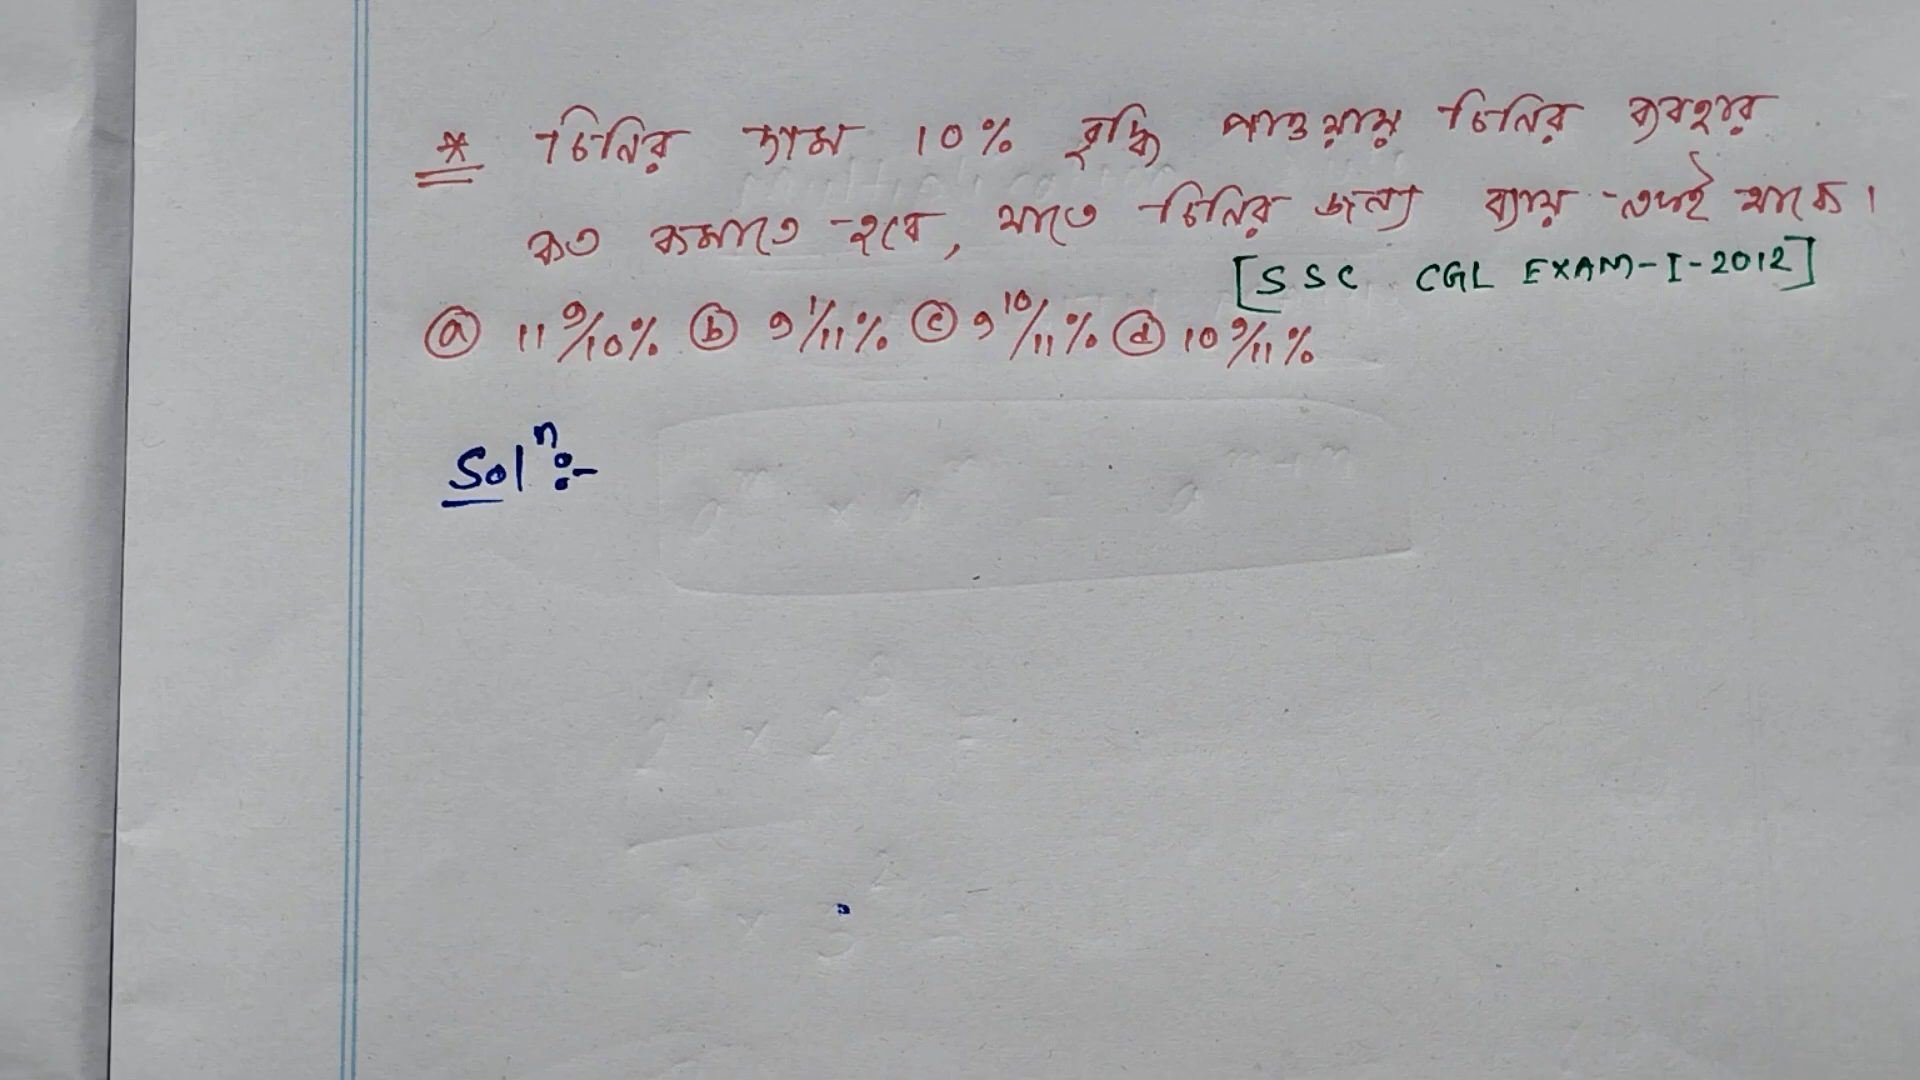 * চিনির দাম 10% বৃদ্ধি পাওয়ায় চিনির ব্যবহার
কত কমাতে হবে, যাতে চিনির জন্য ব্যয় একই থাকে।
[SSC CGL EXAM-I-2012]
ⓐ 11 9/10% ⓑ 9 1/11% ⓒ 9 10/11% ⓓ 10 9/11%
Solⁿ:-